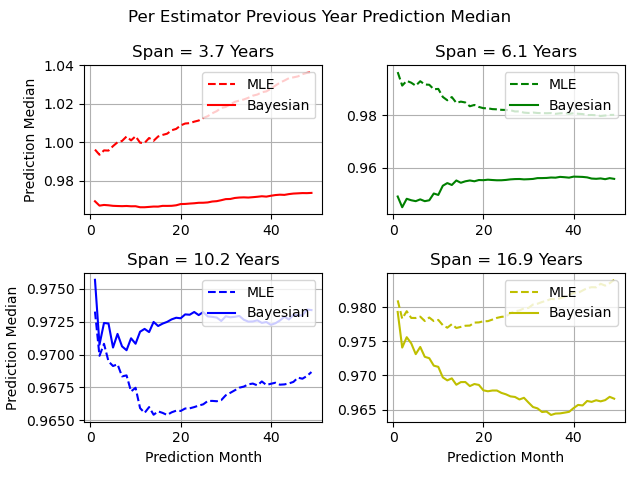 Per Estimator Previous Year Prediction Median
Span = 3.7 Years
Span = 6.1 Years
Prediction Median
1.04
1.02
1.00
0.98
0
20
40
MLE
Bayesian
0.98
0.96
0
20
40
MLE
Bayesian
Span = 10.2 Years
Span = 16.9 Years
Prediction Median
0.9750
0.9725
0.9700
0.9675
0.9650
0
20
40
MLE
Bayesian
Prediction Month
0.980
0.975
0.970
0.965
0
20
40
MLE
Bayesian
Prediction Month